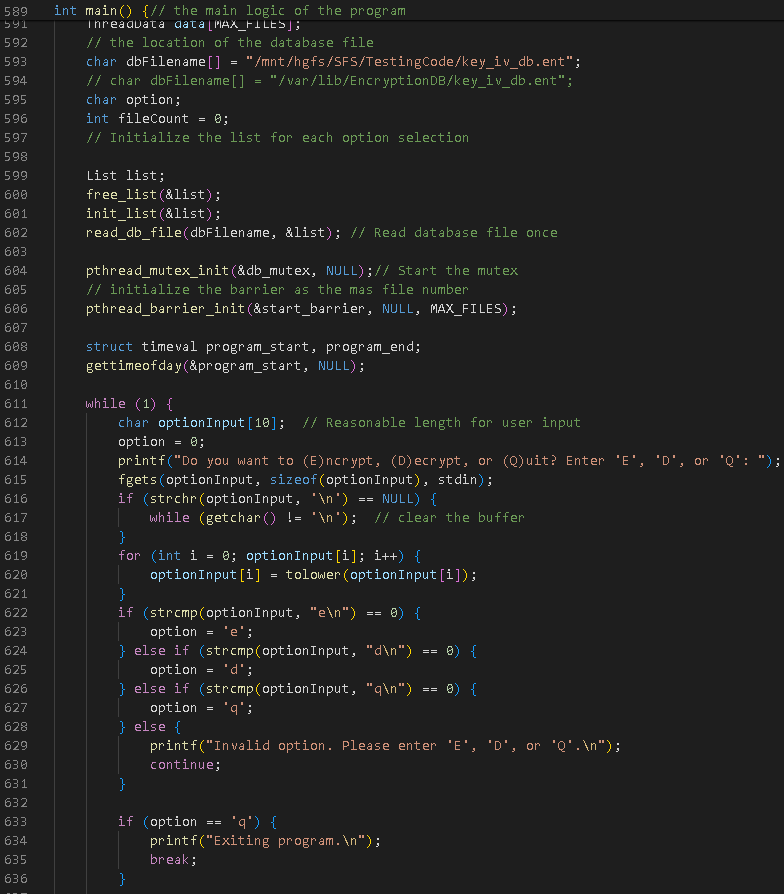 589 int main() {// the main logic of the program
591 ThreadData data[MAX_FILES];
592 // the location of the database file
593 char dbFilename[] = "/mnt/hgfs/SFS/TestingCode/key_iv_db.ent";
594 // char dbFilename[] = "/var/lib/EncryptionDB/key_iv_db.ent";
595 char option;
596 int fileCount = 0;
597 // Initialize the list for each option selection
598
599 List list;
600 free_list(&list);
601 init_list(&list);
602 read_db_file(dbFilename, &list); // Read database file once
603
604 pthread_mutex_init(&db_mutex, NULL);// Start the mutex
605 // initialize the barrier as the mas file number
606 pthread_barrier_init(&start_barrier, NULL, MAX_FILES);
607
608 struct timeval program_start, program_end;
609 gettimeofday(&program_start, NULL);
610
611 while (1) {
612 char optionInput[10];  // Reasonable length for user input
613 option = 0;
614 printf("Do you want to (E)ncrypt, (D)ecrypt, or (Q)uit? Enter 'E', 'D', or 'Q': ");
615 fgets(optionInput, sizeof(optionInput), stdin);
616 if (strchr(optionInput, '\n') == NULL) {
617 while (getchar() != '\n');  // clear the buffer
618 }
619 for (int i = 0; optionInput[i]; i++) {
620 optionInput[i] = tolower(optionInput[i]);
621 }
622 if (strcmp(optionInput, "e\n") == 0) {
623 option = 'e';
624 } else if (strcmp(optionInput, "d\n") == 0) {
625 option = 'd';
626 } else if (strcmp(optionInput, "q\n") == 0) {
627 option = 'q';
628 } else {
629 printf("Invalid option. Please enter 'E', 'D', or 'Q'.\n");
630 continue;
631 }
632
633 if (option == 'q') {
634 printf("Exiting program.\n");
635 break;
636 }